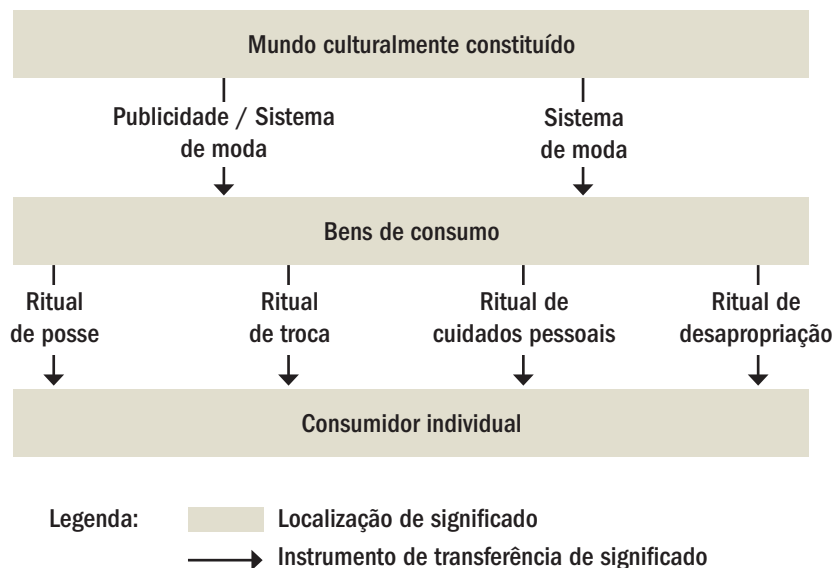 Mundo culturalmente constituído
Publicidade / Sistema
de moda
Sistema
de moda
Bens de consumo
Ritual
de posse
Ritual
de troca
Ritual de
cuidados pessoais
Ritual de
desapropriação
Consumidor individual
Legenda:
Localização de significado
Instrumento de transferência de significado